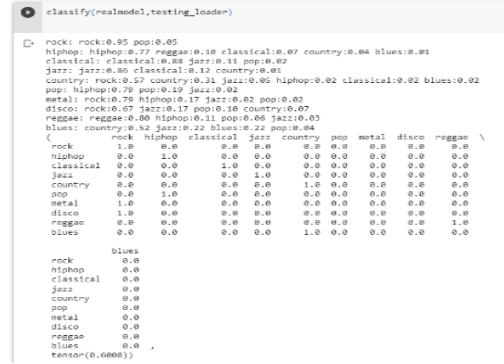 classify(realmodel,testing_loader)
rock: rock:0.95 pop:0.05
hiphop: hiphop:0.77 reggae:0.10 classical:0.07 country:0.04 blues:0.01
classical: classical:0.88 jazz:0.11 pop:0.02
jazz: jazz:0.86 classical:0.12 country:0.01
country: rock:0.57 country:0.31 jazz:0.05 hiphop:0.02 classical:0.02 blues:0.02
pop: hiphop:0.79 pop:0.19 jazz:0.02
metal: rock:0.79 hiphop:0.17 jazz:0.02 pop:0.02
disco: rock:0.67 jazz:0.17 pop:0.10 country:0.07
reggae: reggae:0.80 hiphop:0.11 pop:0.06 jazz:0.03
blues: country:0.52 jazz:0.22 blues:0.22 pop:0.04
( rock hiphop classical jazz country pop metal disco reggae \
rock 1.0 0.0 0.0 0.0 0.0 0.0 0.0 0.0 0.0
hiphop 0.0 1.0 0.0 0.0 0.0 0.0 0.0 0.0 0.0
classical 0.0 0.0 1.0 0.0 0.0 0.0 0.0 0.0 0.0
jazz 0.0 0.0 0.0 1.0 0.0 0.0 0.0 0.0 0.0
country 0.0 0.0 0.0 0.0 1.0 0.0 0.0 0.0 0.0
pop 0.0 1.0 0.0 0.0 0.0 0.0 0.0 0.0 0.0
metal 1.0 0.0 0.0 0.0 0.0 0.0 0.0 0.0 0.0
disco 1.0 0.0 0.0 0.0 0.0 0.0 0.0 0.0 0.0
reggae 0.0 0.0 0.0 0.0 0.0 0.0 0.0 0.0 1.0
blues 0.0 0.0 0.0 0.0 1.0 0.0 0.0 0.0 0.0
blues
rock 0.0
hiphop 0.0
classical 0.0
jazz 0.0
country 0.0
pop 0.0
metal 0.0
disco 0.0
reggae 0.0
blues 0.0 ,
tensor(0.6000))